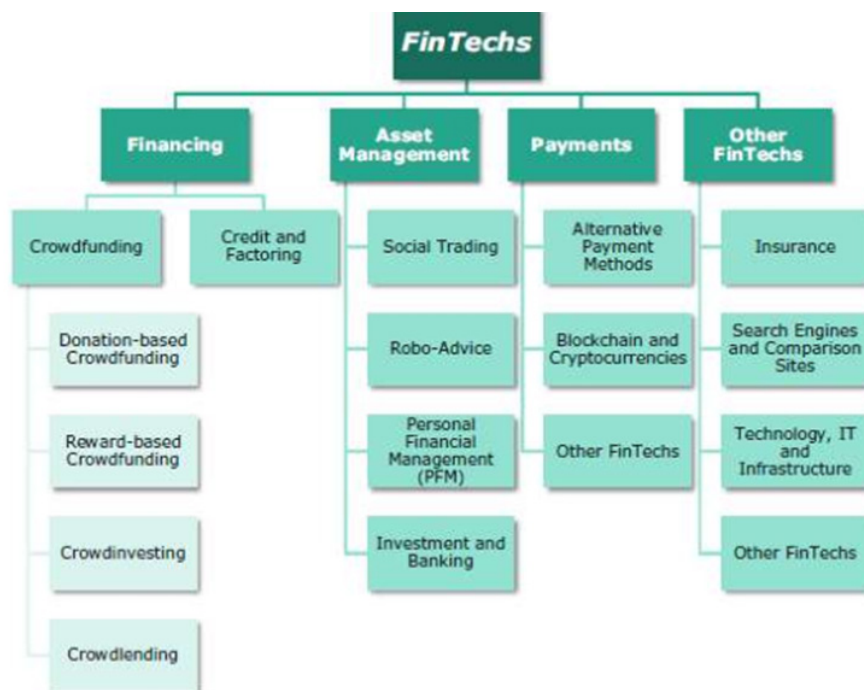 FinTechs
Financing
Asset
Management
Payments
Other
FinTechs
Crowdfunding
Credit and
Factoring
Social Trading
Alternative
Payment
Methods
Insurance
Donation-based
Crowdfunding
Robo-Advice
Blockchain and
Cryptocurrencies
Search Engines
and Comparison
Sites
Reward-based
Crowdfunding
Personal
Financial
Management
(PFM)
Other FinTechs
Technology, IT
and
Infrastructure
Crowdinvesting
Investment and
Banking
Other FinTechs
Crowdlending